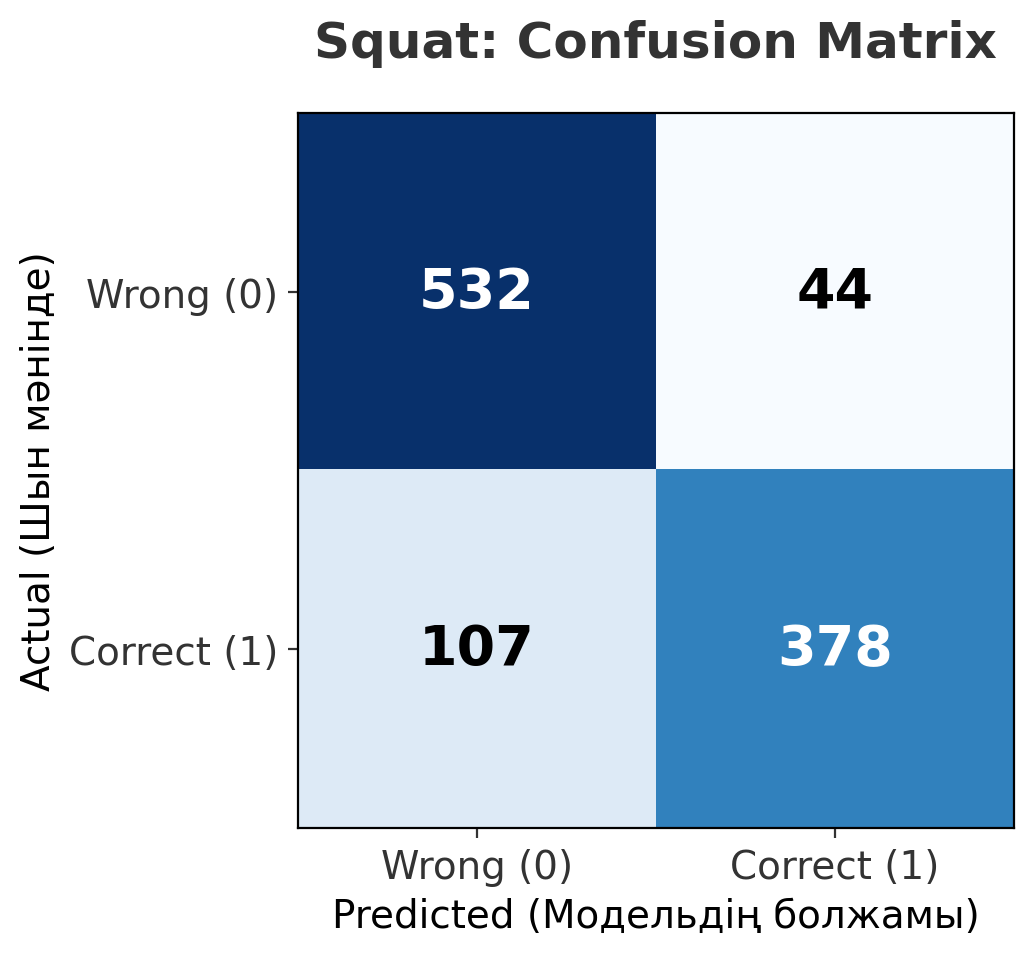 Squat: Confusion Matrix
Actual (Шын мәнінде)
Wrong (0)
532
44
Correct (1)
107
378
Wrong (0)
Correct (1)
Predicted (Модельдің болжамы)